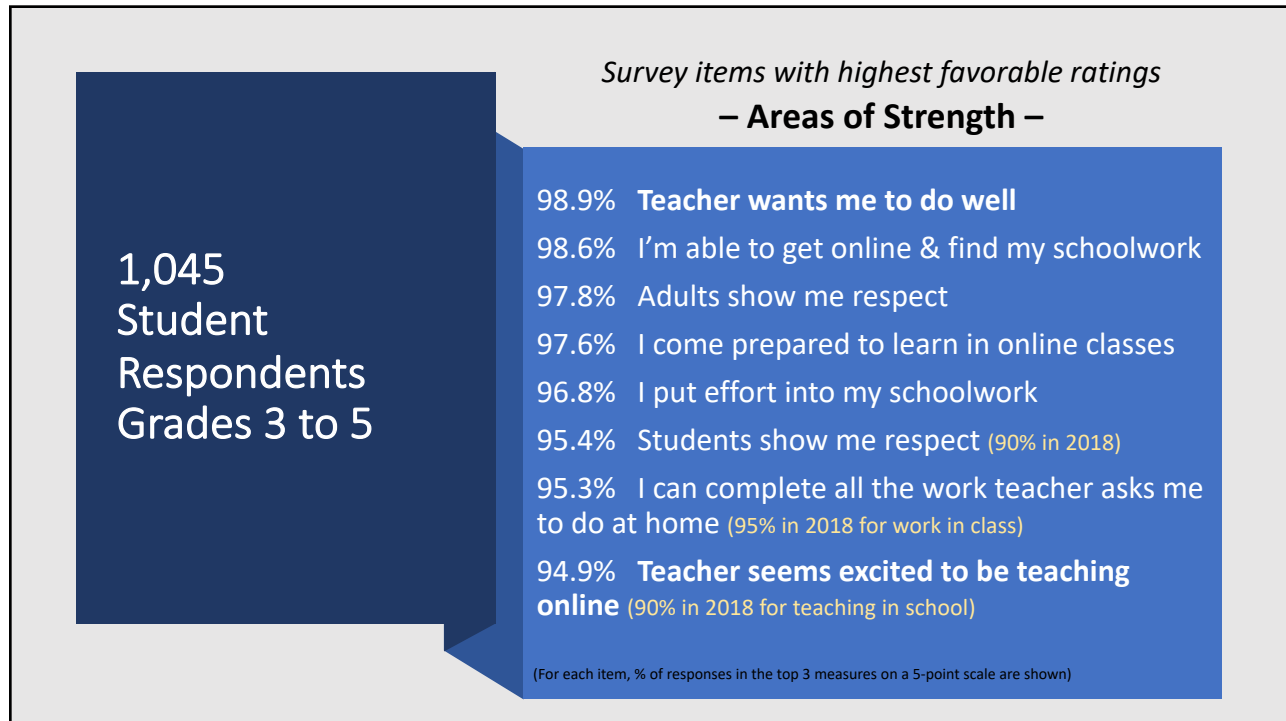 Survey items with highest favorable ratings
– Areas of Strength –
1,045
Student
Respondents
Grades 3 to 5
98.9% Teacher wants me to do well
98.6% I'm able to get online & find my schoolwork
97.8% Adults show me respect
97.6% I come prepared to learn in online classes
96.8% I put effort into my schoolwork
95.4% Students show me respect (90% in 2018)
95.3% I can complete all the work teacher asks me
to do at home (95% in 2018 for work in class)
94.9% Teacher seems excited to be teaching
online (90% in 2018 for teaching in school)
(For each item, % of responses in the top 3 measures on a 5-point scale are shown)